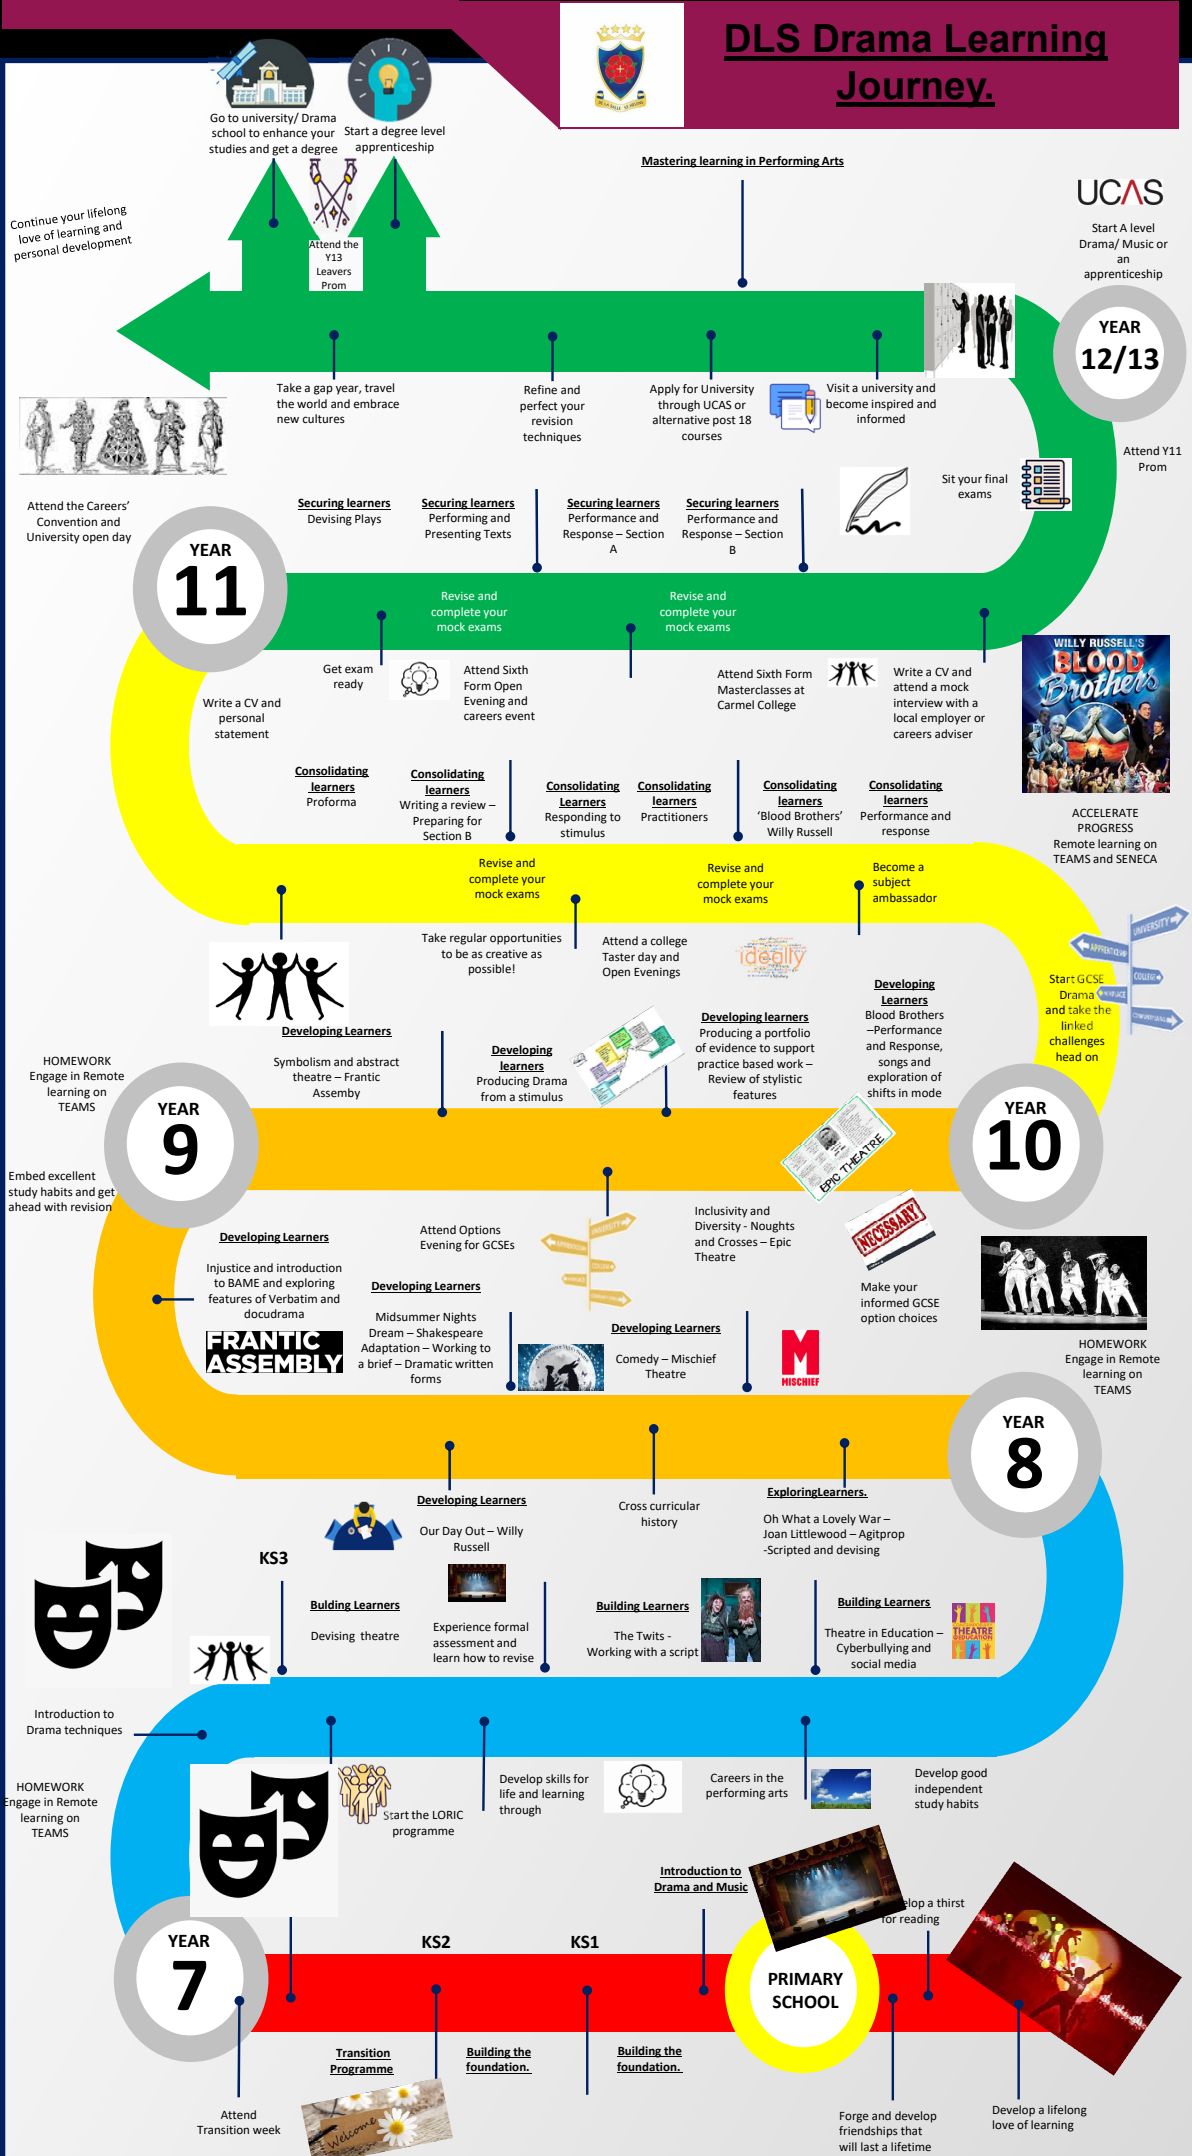 DLS Drama Learning
Journey.
Go to university/ Drama
school to enhance your
studies and get a degree
Start a degree level
apprenticeship
Mastering learning in Performing Arts
UCAS
Start A level
Drama/ Music or
an
apprenticeship
Continue your lifelong
love of learning and
personal development
Attend the
Y13
Leavers
Prom
YEAR
12/13
Take a gap year, travel
the world and embrace
new cultures
Refine and
perfect your
revision
techniques
Apply for University
through UCAS or
alternative post 18
courses
Visit a university and
become inspired and
informed
Attend Y11
Prom
Sit your final
exams
Attend the Careers'
Convention and
University open day
Securing learners
Devising Plays
Securing learners
Performing and
Presenting Texts
Securing learners
Performance and
Response – Section
A
Securing learners
Performance and
Response – Section
B
YEAR
11
Revise and
complete your
mock exams
Revise and
complete your
mock exams
Get exam
ready
Attend Sixth
Form Open
Evening and
careers event
Attend Sixth Form
Masterclasses at
Carmel College
Write a CV and
attend a mock
interview with a
local employer or
careers adviser
WILLY RUSSELL'S
BLOOD
Brothers
Write a CV and
personal
statement
Consolidating
learners
Proforma
Consolidating
learners
Writing a review –
Preparing for
Section B
Consolidating
Learners
Responding to
stimulus
Consolidating
learners
Practitioners
Consolidating
learners
'Blood Brothers'
Willy Russell
Consolidating
learners
Performance and
response
ACCELERATE
PROGRESS
Remote learning on
TEAMS and SENECA
Revise and
complete your
mock exams
Revise and
complete your
mock exams
Become a
subject
ambassador
Take regular opportunities
to be as creative as
possible!
Attend a college
Taster day and
Open Evenings
ideally
UNIVERSITY
APPRENTICESHIP
COLLEGE
WORKPLACE
Start GCSE
Drama
and take the
linked
challenges
head on
Developing Learners
Symbolism and abstract
theatre – Frantic
Assemby
Developing
learners
Producing Drama
from a stimulus
Developing learners
Producing a portfolio
of evidence to support
practice based work –
Review of stylistic
features
Developing
Learners
Blood Brothers
–Performance
and Response,
songs and
exploration of
shifts in mode
HOMEWORK
Engage in Remote
learning on
TEAMS
YEAR
9
YEAR
10
EPIC THEATRE
Embed excellent
study habits and get
ahead with revision
Developing Learners
Injustice and introduction
to BAME and exploring
features of Verbatim and
docudrama
FRANTIC
ASSEMBLY
Attend Options
Evening for GCSEs
UNIVERSITY
Inclusivity and
Diversity - Noughts
and Crosses – Epic
Theatre
NECESSARY
Make your
informed GCSE
option choices
Developing Learners
Midsummer Nights
Dream – Shakespeare
Adaptation – Working to
a brief – Dramatic written
forms
Developing Learners
Comedy – Mischief
Theatre
M
MISCHIEF
HOMEWORK
Engage in Remote
learning on
TEAMS
YEAR
8
Developing Learners
Our Day Out – Willy
Russell
Cross curricular
history
ExploringLearners.
Oh What a Lovely War –
Joan Littlewood – Agitprop
-Scripted and devising
KS3
Bulding Learners
Devising theatre
Experience formal
assessment and
learn how to revise
Building Learners
The Twits -
Working with a script
Building Learners
Theatre in Education –
Cyberbullying and
social media
THEATRE
EDUCATION
Introduction to
Drama techniques
HOMEWORK
Engage in Remote
learning on
TEAMS
Start the LORIC
programme
Develop skills for
life and learning
through
Careers in the
performing arts
Develop good
independent
study habits
Introduction to
Drama and Music
elop a thirst
for reading
YEAR
7
KS2
KS1
PRIMARY
SCHOOL
Transition
Programme
Building the
foundation.
Building the
foundation.
Attend
Transition week
Welcome
Forge and develop
friendships that
will last a lifetime
Develop a lifelong
love of learning